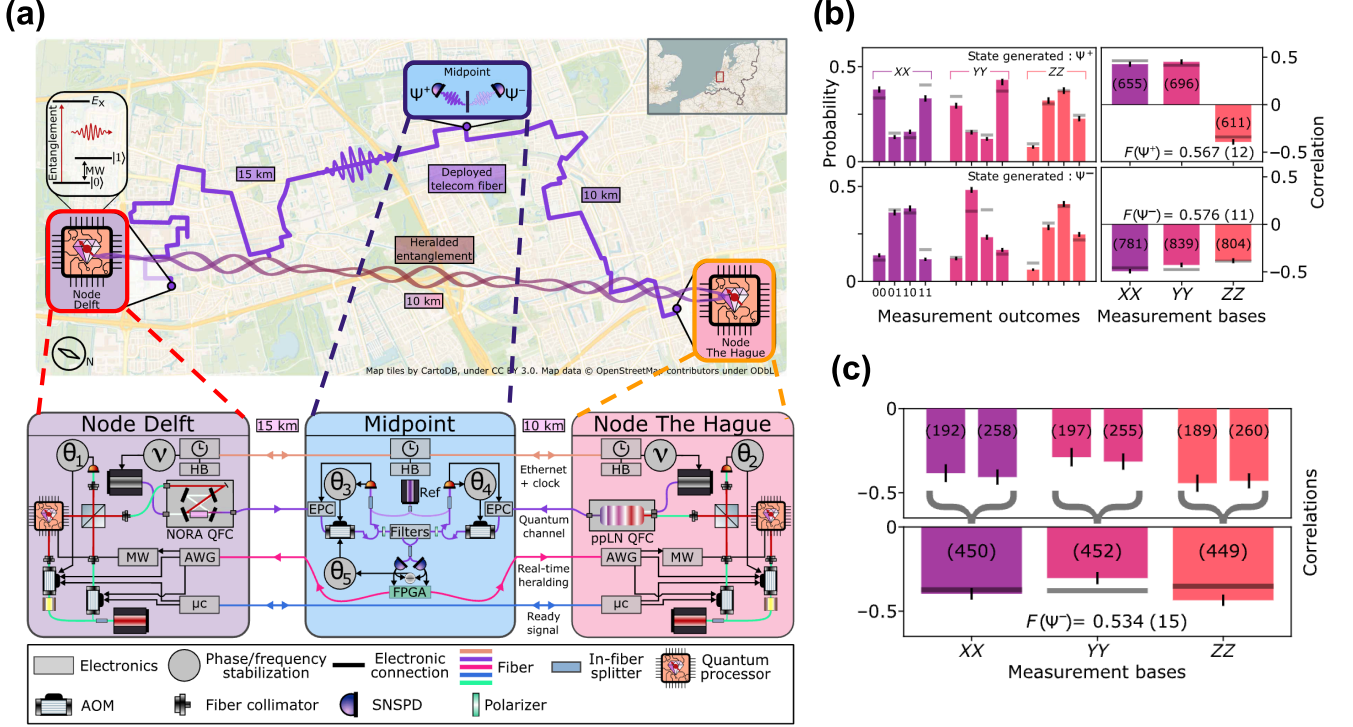 (a)
Midpoint
Ψ+ Ψ−
Entanglement
Eₓ
MW
|1⟩
|0⟩
15 km
Deployed
telecom fiber
10 km
Heralded
entanglement
10 km
Node
Delft
Node
The Hague
N
Map tiles by CartoDB, under CC BY 3.0. Map data © OpenStreetMap contributors under ODbL
Node Delft
15 km
Midpoint
10 km
Node The Hague
θ1
ν
HB
NORA QFC
MW
AWG
μc
HB
θ3
Ref
θ4
EPC
EPC
Filters
θ5
FPGA
Ethernet
+ clock
Quantum
channel
Real-time
heralding
Ready
signal
HB
ν
θ2
ppLN QFC
AWG
MW
μc
Electronics
Phase/frequency
stabilization
Electronic
connection
Fiber
In-fiber
splitter
Quantum
processor
AOM
Fiber collimator
SNSPD
Polarizer
(b)
Probability
0.5
0
State generated : Ψ+
XX YY ZZ
0.5
0
State generated : Ψ−
00 01 10 11
Measurement outcomes
(655) (696)
(611)
F(Ψ+) = 0.567 (12)
0.5
0
−0.5
F(Ψ−) = 0.576 (11)
(781) (839) (804)
0
−0.5
Correlation
XX YY ZZ
Measurement bases
(c)
0
−0.5
(192) (258) (197) (255) (189) (260)
0
−0.5
(450) (452) (449)
F(Ψ−) = 0.534 (15)
Correlations
XX YY ZZ
Measurement bases